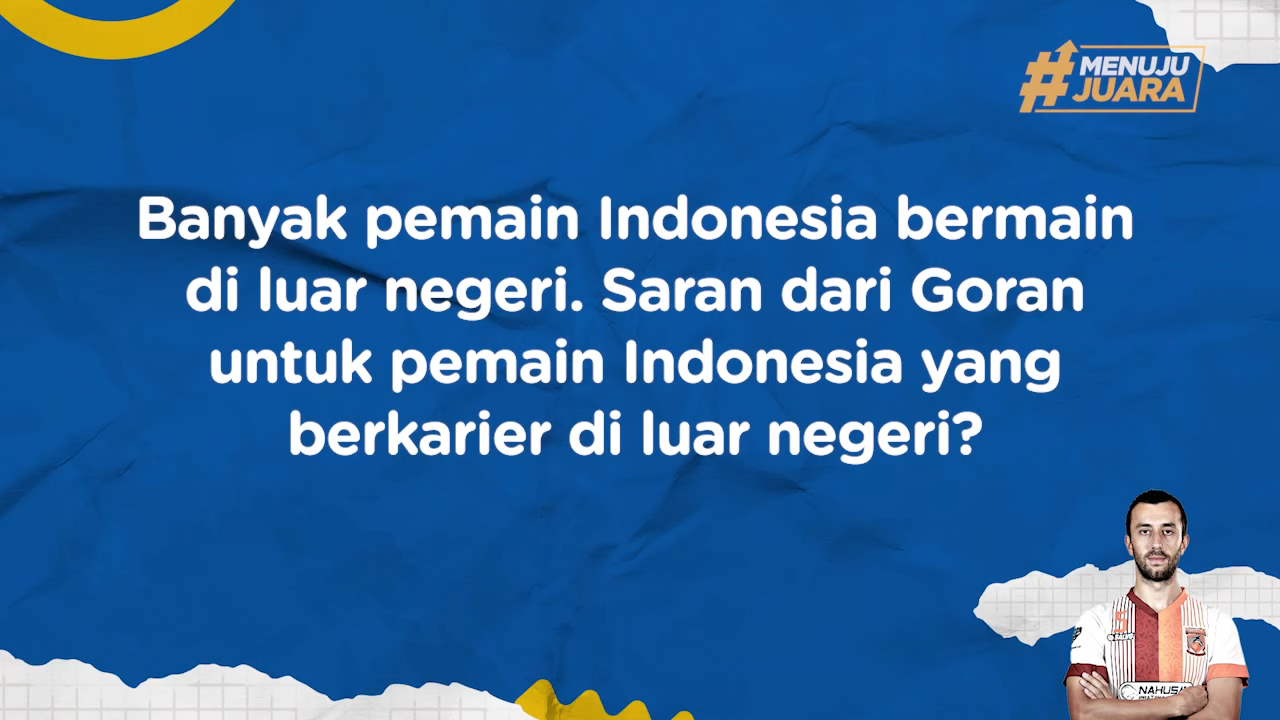 #MENUJU
JUARA
Banyak pemain Indonesia bermain
di luar negeri. Saran dari Goran
untuk pemain Indonesia yang
berkarier di luar negeri?
NAHUSA